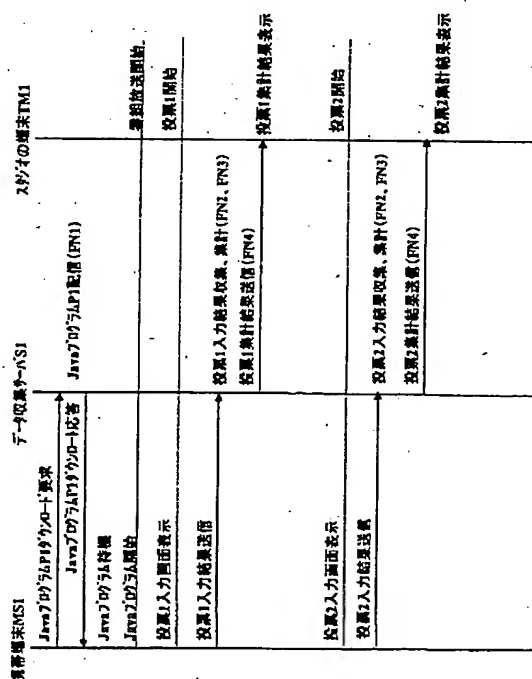 携帯端末MS1
データ収集サーバS1
スタジオの端末TM1
JavaプログラムP1ダウンロード要求
JavaプログラムP1配信(FN1)
JavaプログラムP1ダウンロード応答
Javaプログラム待機
Javaプログラム開始
番組放送開始
投票1入力画面表示
投票1開始
投票1入力結果送信
投票1入力結果収集、集計(FN2、FN3)
投票1集計結果送信(FN4)
投票1集計結果表示
投票2入力画面表示
投票2開始
投票2入力結果送信
投票2入力結果収集、集計(FN2、FN3)
投票2集計結果送信(FN4)
投票2集計結果表示